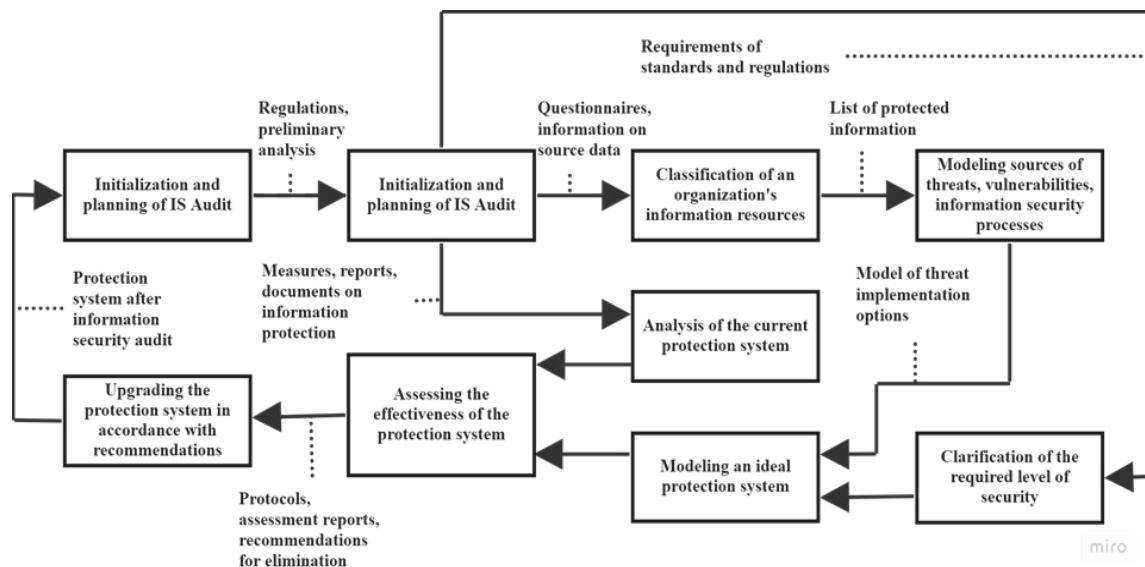 Requirements of
standards and regulations
Regulations,
preliminary
analysis
Questionnaires,
information on
source data
List of protected
information
Initialization and
planning of IS Audit
Initialization and
planning of IS Audit
Classification of an
organization's
information resources
Modeling sources of
threats, vulnerabilities,
information security
processes
Protection
system after
information
security audit
Measures, reports,
documents on
information
protection
Model of threat
implementation
options
Analysis of the current
protection system
Upgrading the
protection system in
accordance with
recommendations
Assessing the
effectiveness of the
protection system
Modeling an ideal
protection system
Clarification of the
required level of
security
Protocols,
assessment reports,
recommendations
for elimination
miro